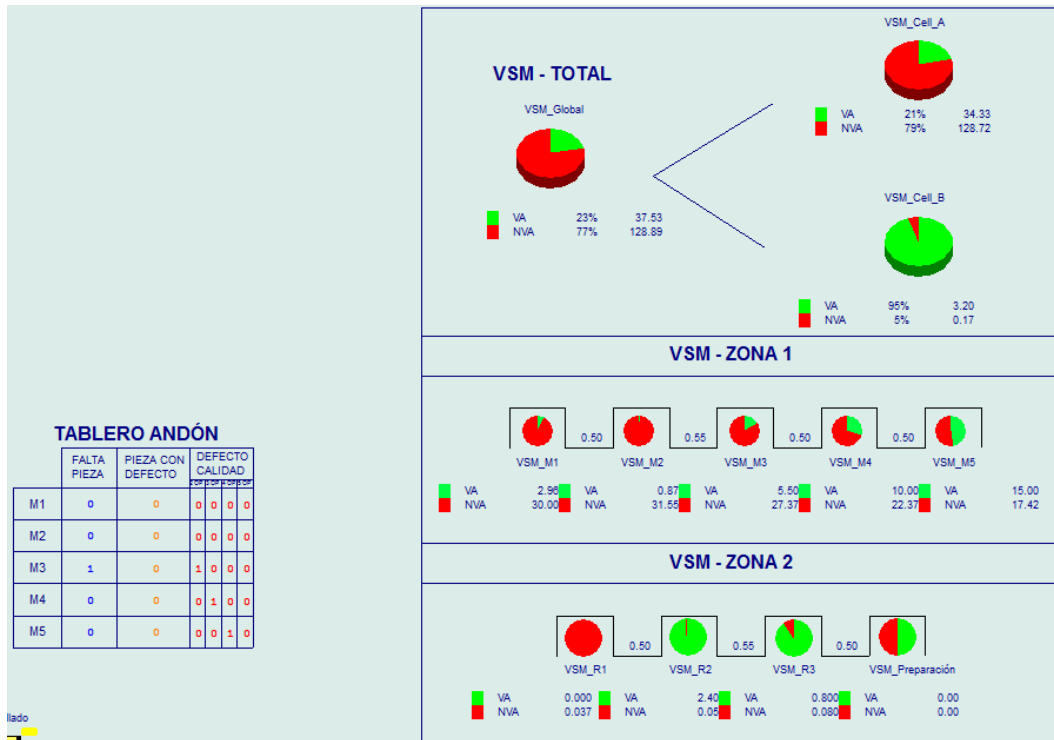 VSM_Cell_A
VSM - TOTAL
VSM_Global
VA 21% 34.33
NVA 79% 128.72
VSM_Cell_B
VA 23% 37.53
NVA 77% 128.89
VA 95% 3.20
NVA 5% 0.17
VSM - ZONA 1
0.50 0.55 0.50 0.50
VSM_M1 VSM_M2 VSM_M3 VSM_M4 VSM_M5
VA 2.96 VA 0.87 VA 5.50 VA 10.00 VA 15.00
NVA 30.00 NVA 31.55 NVA 27.37 NVA 22.37 NVA 17.42
TABLERO ANDÓN
FALTA PIEZA
PIEZA CON DEFECTO
DEFECTO CALIDAD
M1 0 0 0 0 0 0
M2 0 0 0 0 0 0
M3 1 0 1 0 0 0
M4 0 0 0 1 0 0
M5 0 0 0 0 1 0
VSM - ZONA 2
0.50 0.55 0.50
VSM_R1 VSM_R2 VSM_R3 VSM_Preparación
VA 0.000 VA 2.40 VA 0.800 VA 0.00
NVA 0.037 NVA 0.05 NVA 0.080 NVA 0.00
llado